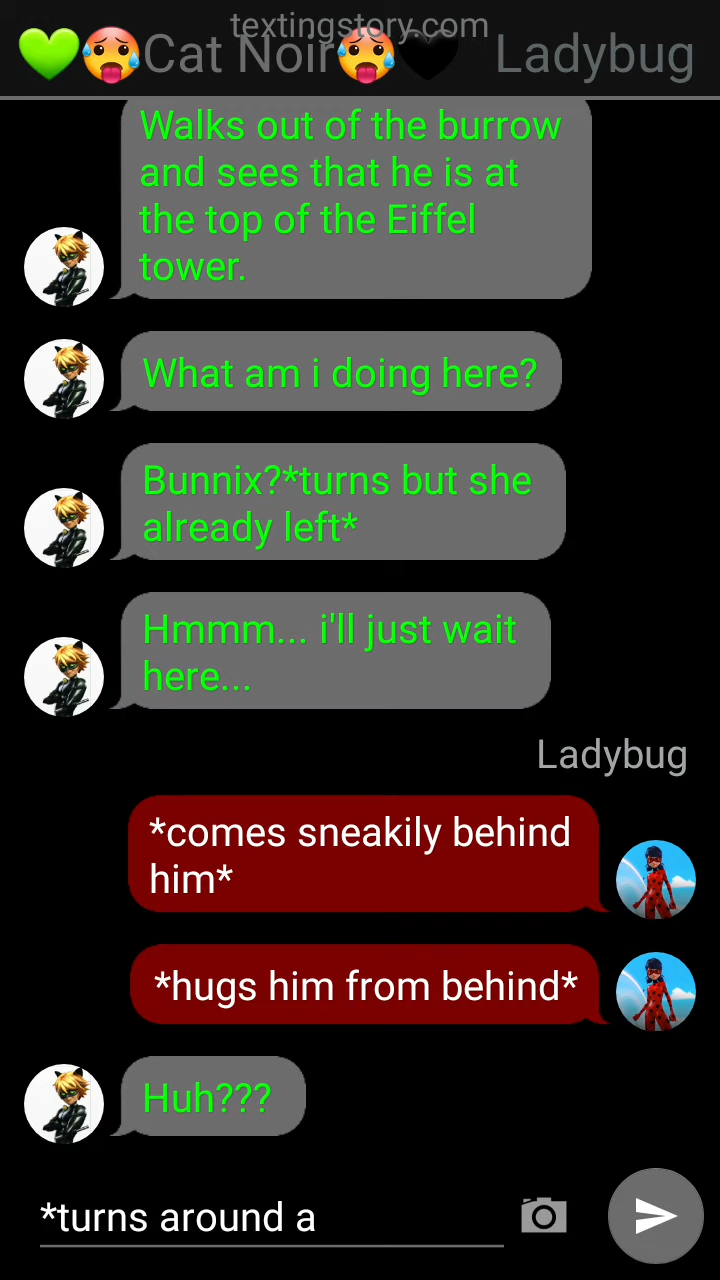 textingstory.com
💚🥵Cat Noir🥵🖤 Ladybug
Walks out of the burrow
and sees that he is at
the top of the Eiffel
tower.
What am i doing here?
Bunnix?*turns but she
already left*
Hmmm... i'll just wait
here...
Ladybug
*comes sneakily behind
him*
*hugs him from behind*
Huh???
*turns around a